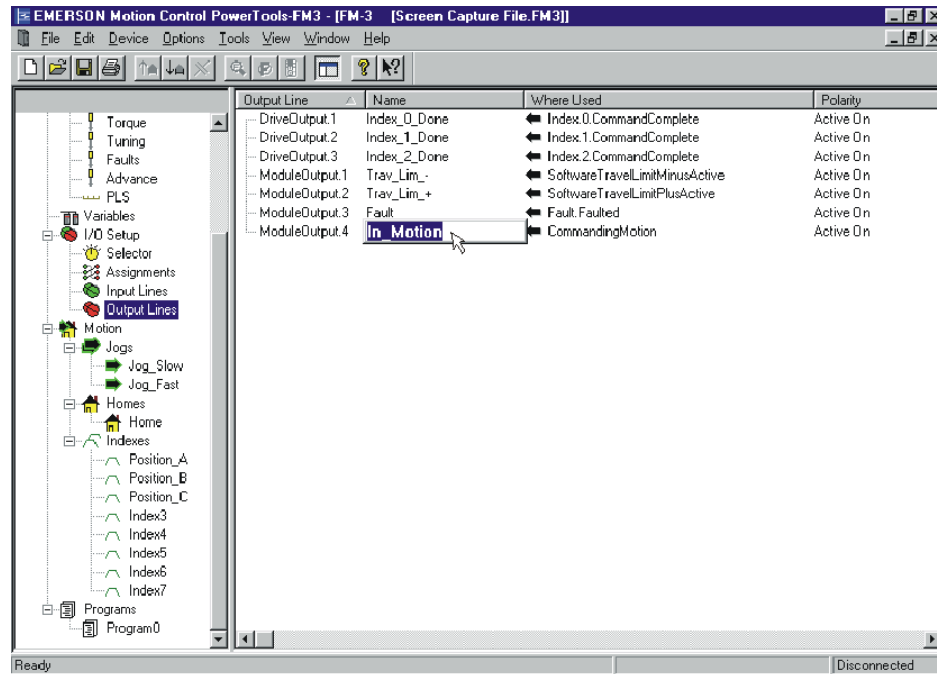 EMERSON Motion Control PowerTools-FM3 - [FM-3 [Screen Capture File.FM3]]
File Edit Device Options Tools View Window Help
Output Line Name Where Used Polarity
DriveOutput.1 Index_0_Done Index.0.CommandComplete Active On
DriveOutput.2 Index_1_Done Index.1.CommandComplete Active On
DriveOutput.3 Index_2_Done Index.2.CommandComplete Active On
ModuleOutput.1 Trav_Lim_- SoftwareTravelLimitMinusActive Active On
ModuleOutput.2 Trav_Lim_+ SoftwareTravelLimitPlusActive Active On
ModuleOutput.3 Fault Fault.Faulted Active On
ModuleOutput.4 In_Motion CommandingMotion Active On
Torque
Tuning
Faults
Advance
PLS
Variables
I/O Setup
Selector
Assignments
Input Lines
Output Lines
Motion
Jogs
Jog_Slow
Jog_Fast
Homes
Home
Indexes
Position_A
Position_B
Position_C
Index3
Index4
Index5
Index6
Index7
Programs
Program0
Ready Disconnected